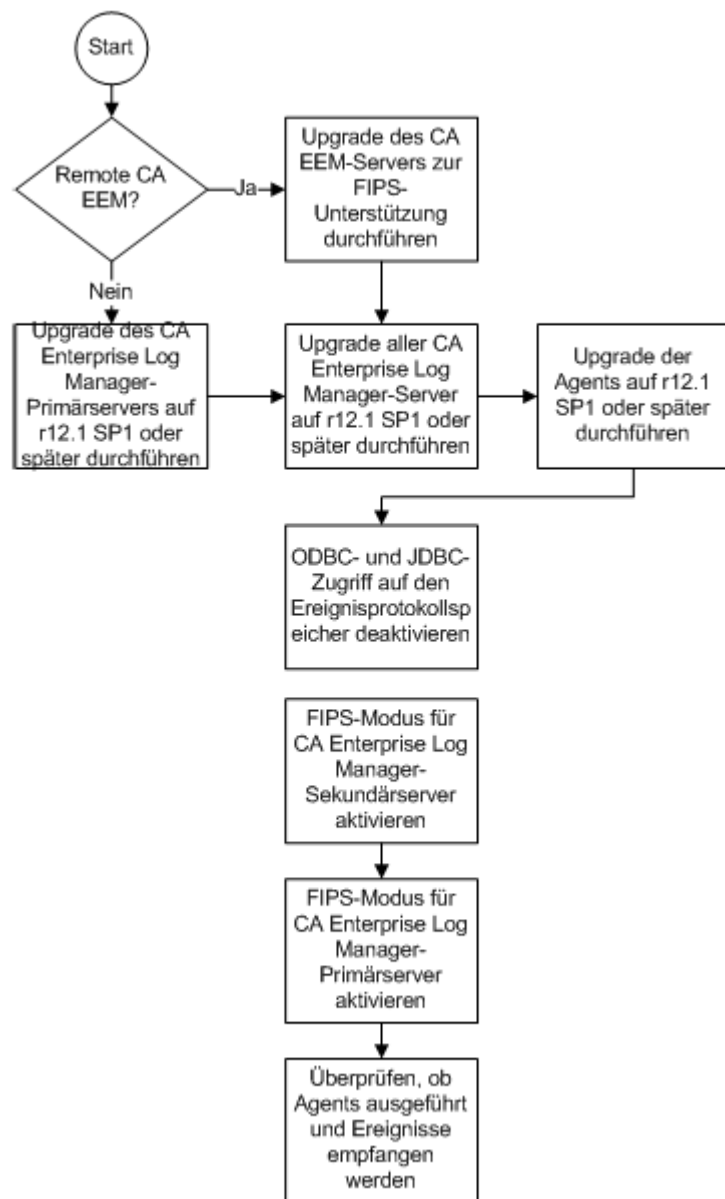 Start
Remote CA
EEM?
Ja
Upgrade des CA
EEM-Servers zur
FIPS-
Unterstützung
durchführen
Nein
Upgrade des CA
Enterprise Log
Manager-
Primärservers auf
r12.1 SP1 oder
später durchführen
Upgrade aller CA
Enterprise Log
Manager-Server
auf r12.1 SP1 oder
später durchführen
Upgrade der
Agents auf r12.1
SP1 oder später
durchführen
ODBC- und JDBC-
Zugriff auf den
Ereignisprotokollsp
eicher deaktivieren
FIPS-Modus für
CA Enterprise Log
Manager-
Sekundärserver
aktivieren
FIPS-Modus für
CA Enterprise Log
Manager-
Primärserver
aktivieren
Überprüfen, ob
Agents ausgeführt
und Ereignisse
empfangen
werden